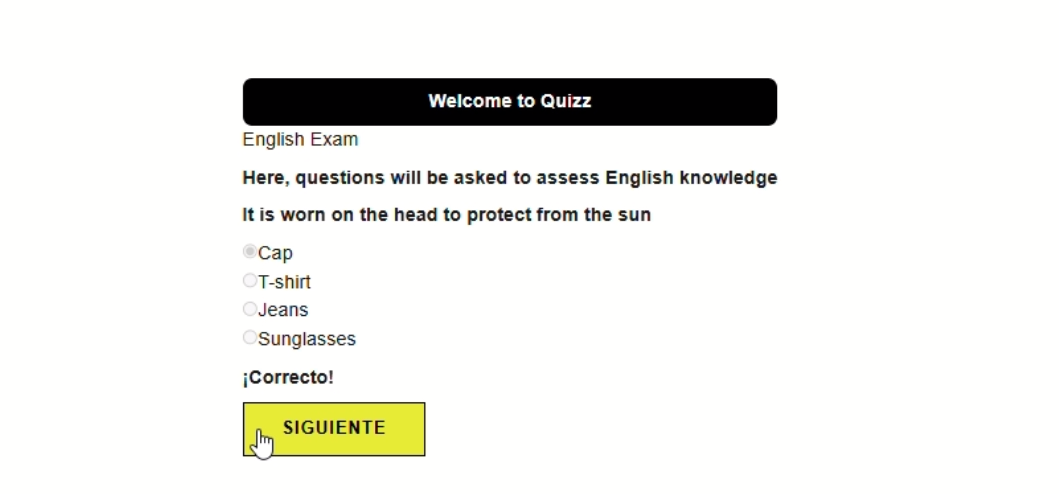 Welcome to Quizz
English Exam
Here, questions will be asked to assess English knowledge
It is worn on the head to protect from the sun
Cap
T-shirt
Jeans
Sunglasses
¡Correcto!
SIGUIENTE